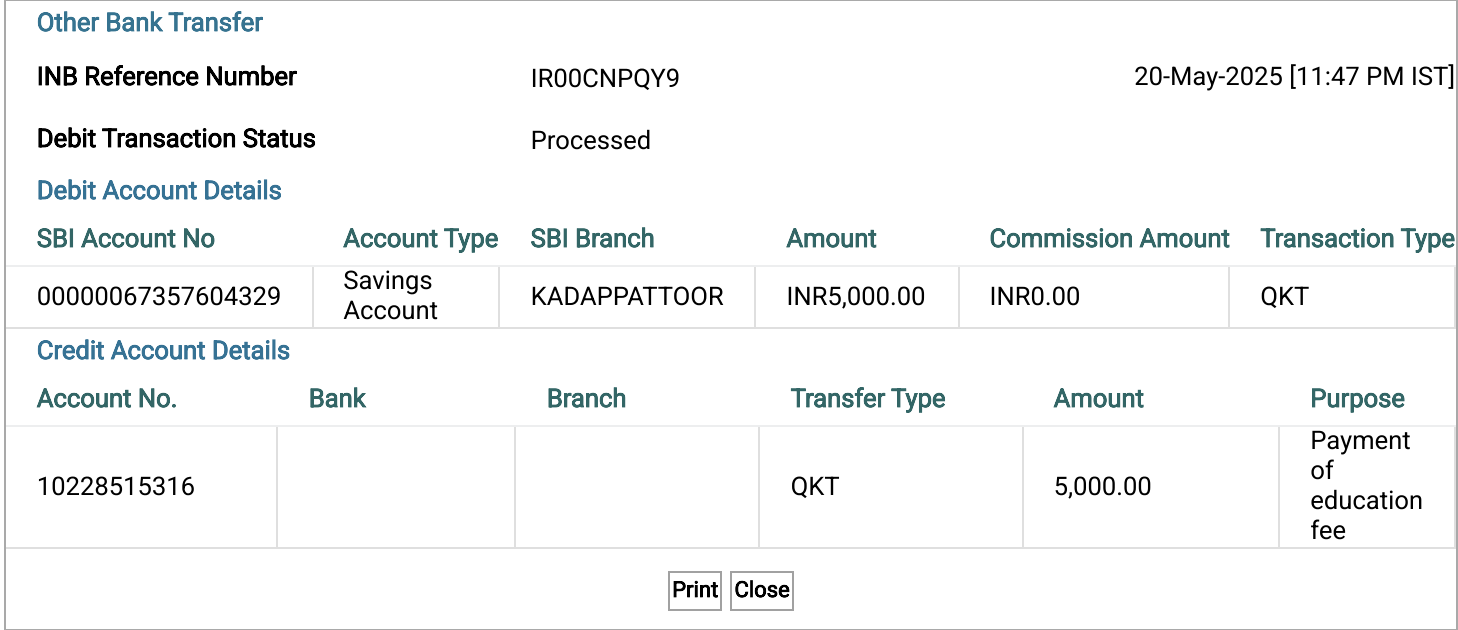 Other Bank Transfer
INB Reference Number IR00CNPQY9 20-May-2025 [11:47 PM IST]
Debit Transaction Status Processed
Debit Account Details
SBI Account No Account Type SBI Branch Amount Commission Amount Transaction Type
00000067357604329 Savings Account KADAPPATTOOR INR5,000.00 INR0.00 QKT
Credit Account Details
Account No. Bank Branch Transfer Type Amount Purpose
10228515316 QKT 5,000.00 Payment of education fee
Print Close